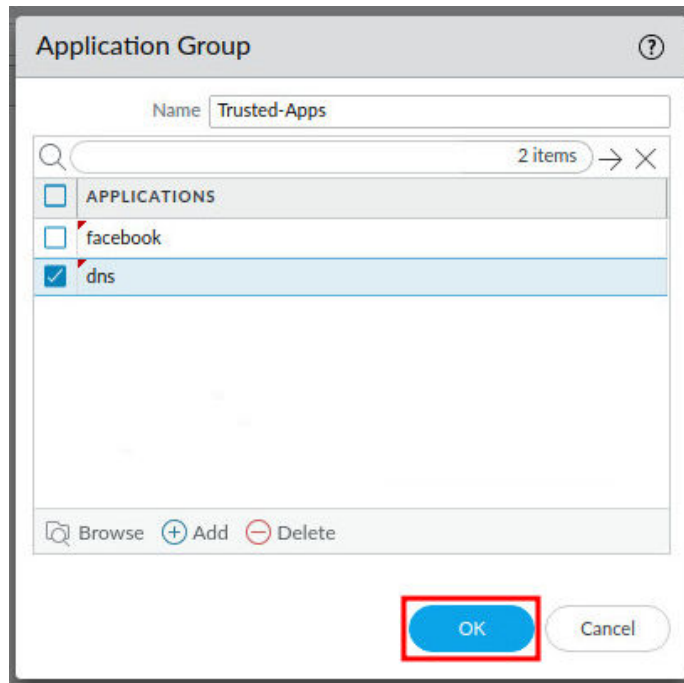 Application Group
Name Trusted-Apps
2 items
APPLICATIONS
facebook
dns
Browse Add Delete
OK Cancel